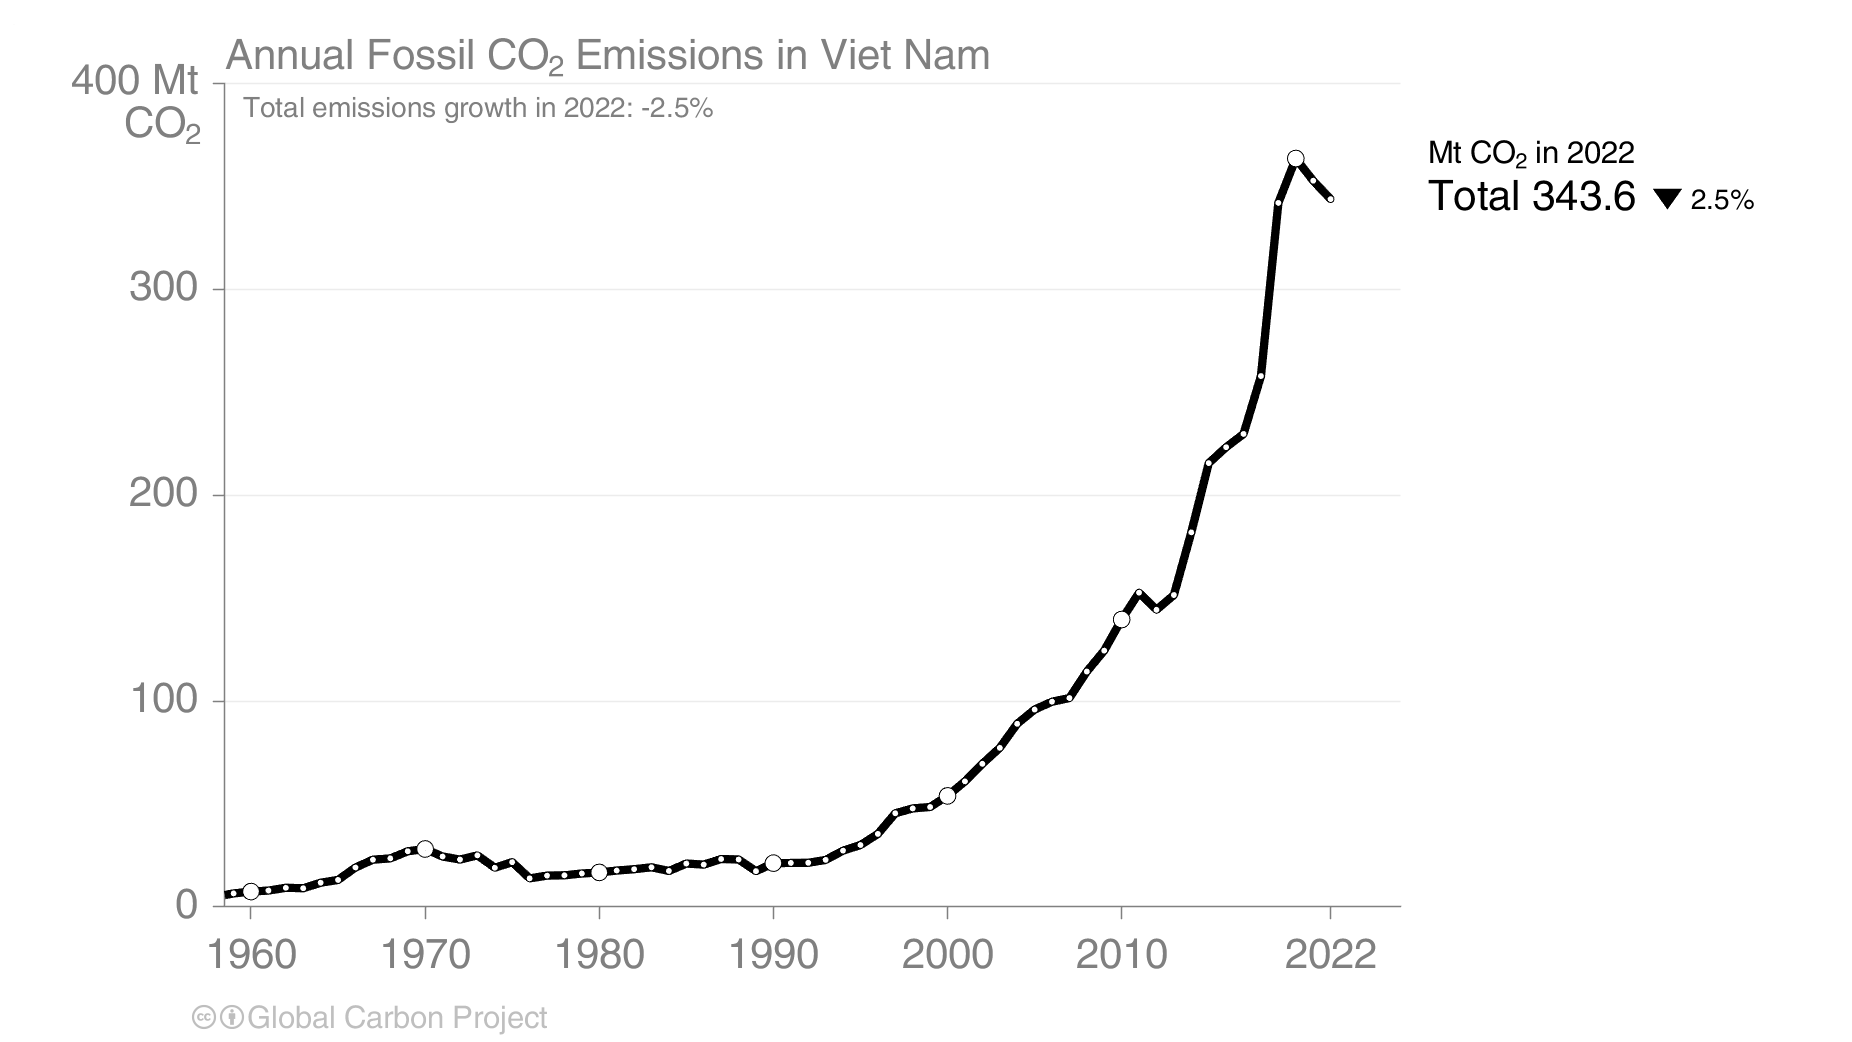 Annual Fossil CO₂ Emissions in Viet Nam
400 Mt
CO₂
Total emissions growth in 2022: -2.5%
Mt CO₂ in 2022
Total 343.6 ▼ 2.5%
300
200
100
0
1960 1970 1980 1990 2000 2010 2022
Global Carbon Project